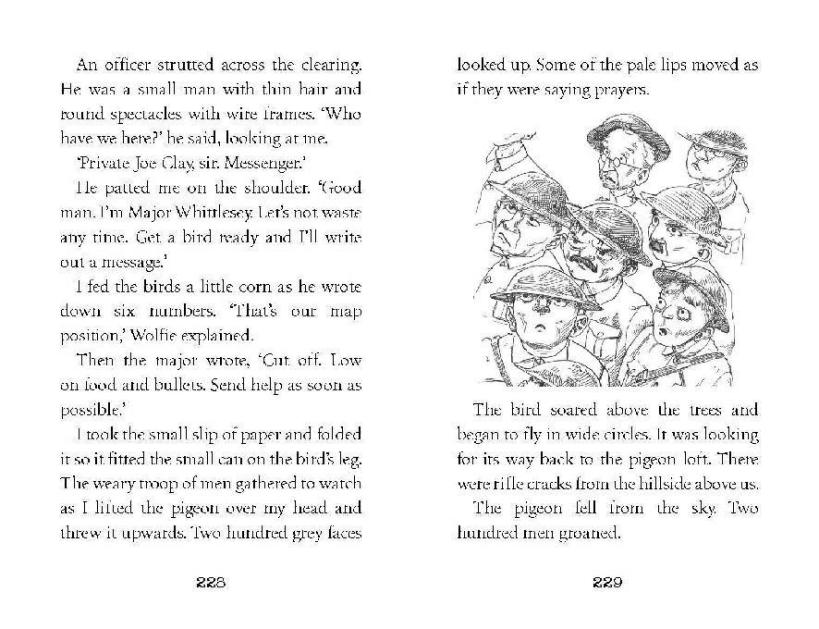 An officer strutted across the clearing.
He was a small man with thin hair and
round spectacles with wire frames. ‘Who
have we here?’ he said, looking at me.
‘Private Joe Clay, sir. Messenger.’
He patted me on the shoulder. ‘Good
man. I’m Major Whittlesey. Let’s not waste
any time. Get a bird ready and I’ll write
out a message.’
I fed the birds a little corn as he wrote
down six numbers. ‘That’s our map
position,’ Wolfie explained.
Then the major wrote, ‘Cut off. Low
on food and bullets. Send help as soon as
possible.’
I took the small slip of paper and folded
it so it fitted the small can on the bird’s leg.
The weary troop of men gathered to watch
as I lifted the pigeon over my head and
threw it upwards. Two hundred grey faces
228
looked up. Some of the pale lips moved as
if they were saying prayers.
The bird soared above the trees and
began to fly in wide circles. It was looking
for its way back to the pigeon loft. There
were rifle cracks from the hillside above us.
The pigeon fell from the sky. Two
hundred men groaned.
229